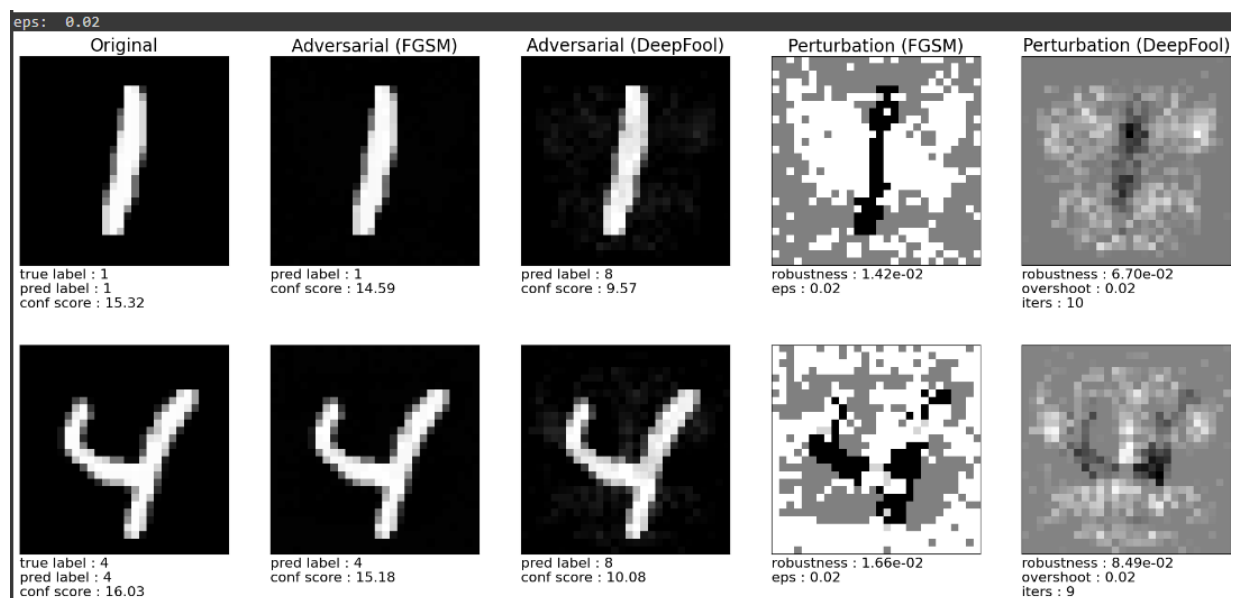 eps: 0.02
Original Adversarial (FGSM) Adversarial (DeepFool) Perturbation (FGSM) Perturbation (DeepFool)
true label : 1
pred label : 1
conf score : 15.32
pred label : 1
conf score : 14.59
pred label : 8
conf score : 9.57
robustness : 1.42e-02
eps : 0.02
robustness : 6.70e-02
overshoot : 0.02
iters : 10
true label : 4
pred label : 4
conf score : 16.03
pred label : 4
conf score : 15.18
pred label : 8
conf score : 10.08
robustness : 1.66e-02
eps : 0.02
robustness : 8.49e-02
overshoot : 0.02
iters : 9